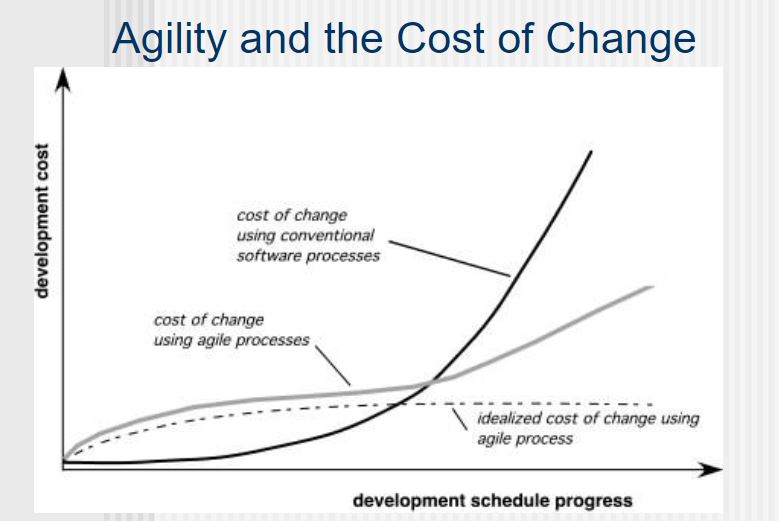 Agility and the Cost of Change
development cost
cost of change
using conventional
software processes
cost of change
using agile processes
idealized cost of change using
agile process
development schedule progress